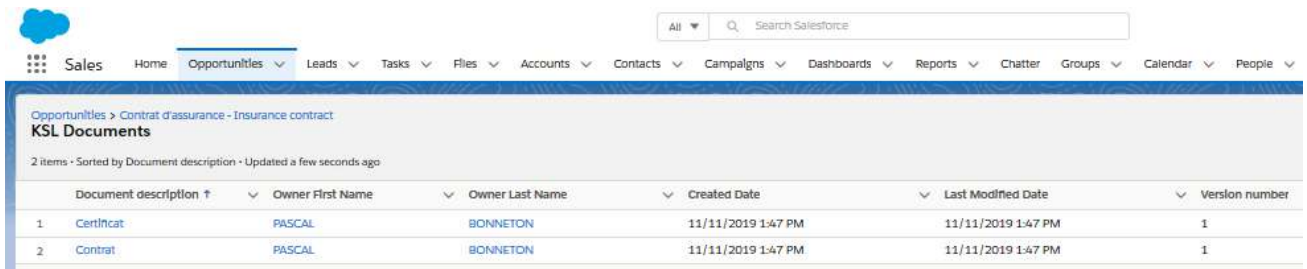 All Search Salesforce
Sales Home Opportunities Leads Tasks Files Accounts Contacts Campaigns Dashboards Reports Chatter Groups Calendar People
Opportunities > Contrat d'assurance - Insurance contract
KSL Documents
2 items • Sorted by Document description • Updated a few seconds ago
Document description ↑ Owner First Name Owner Last Name Created Date Last Modified Date Version number
1 Certificat PASCAL BONNETON 11/11/2019 1:47 PM 11/11/2019 1:47 PM 1
2 Contrat PASCAL BONNETON 11/11/2019 1:47 PM 11/11/2019 1:47 PM 1